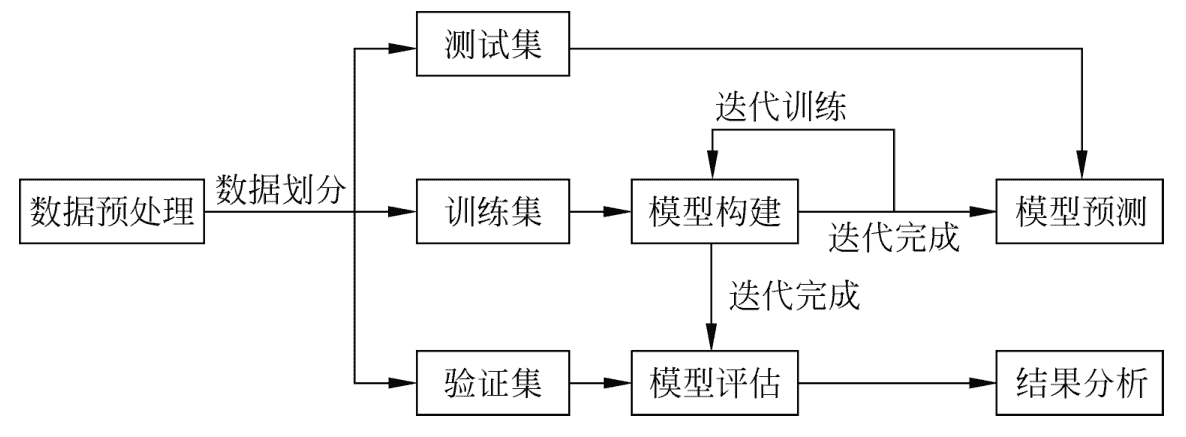 测试集
迭代训练
数据预处理
数据划分
训练集
模型构建
迭代完成
模型预测
迭代完成
验证集
模型评估
结果分析